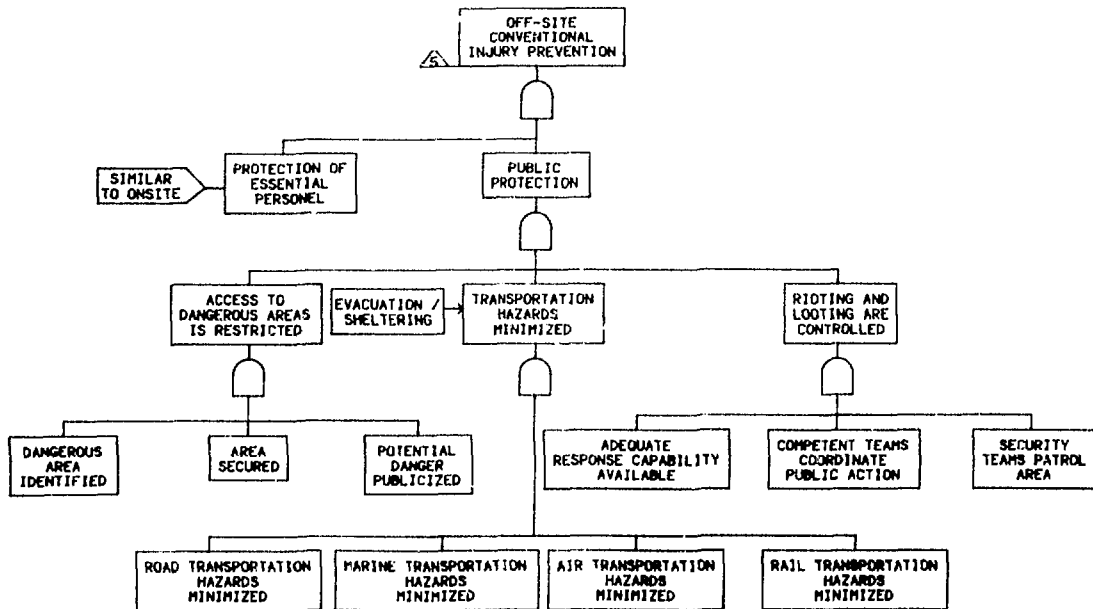 OFF-SITE
CONVENTIONAL
INJURY PREVENTION
5
SIMILAR
TO ONSITE
PROTECTION OF
ESSENTIAL
PERSONEL
PUBLIC
PROTECTION
ACCESS TO
DANGEROUS AREAS
IS RESTRICTED
EVACUATION /
SHELTERING
TRANSPORTATION
HAZARDS
MINIMIZED
RIOTING AND
LOOTING ARE
CONTROLLED
DANGEROUS
AREA
IDENTIFIED
AREA
SECURED
POTENTIAL
DANGER
PUBLICIZED
ADEQUATE
RESPONSE CAPABILITY
AVAILABLE
COMPETENT TEAMS
COORDINATE
PUBLIC ACTION
SECURITY
TEAMS PATROL
AREA
ROAD TRANSPORTATION
HAZARDS
MINIMIZED
MARINE TRANSPORTATION
HAZARDS
MINIMIZED
AIR TRANSPORTATION
HAZARDS
MINIMIZED
RAIL TRANSPORTATION
HAZARDS
MINIMIZED